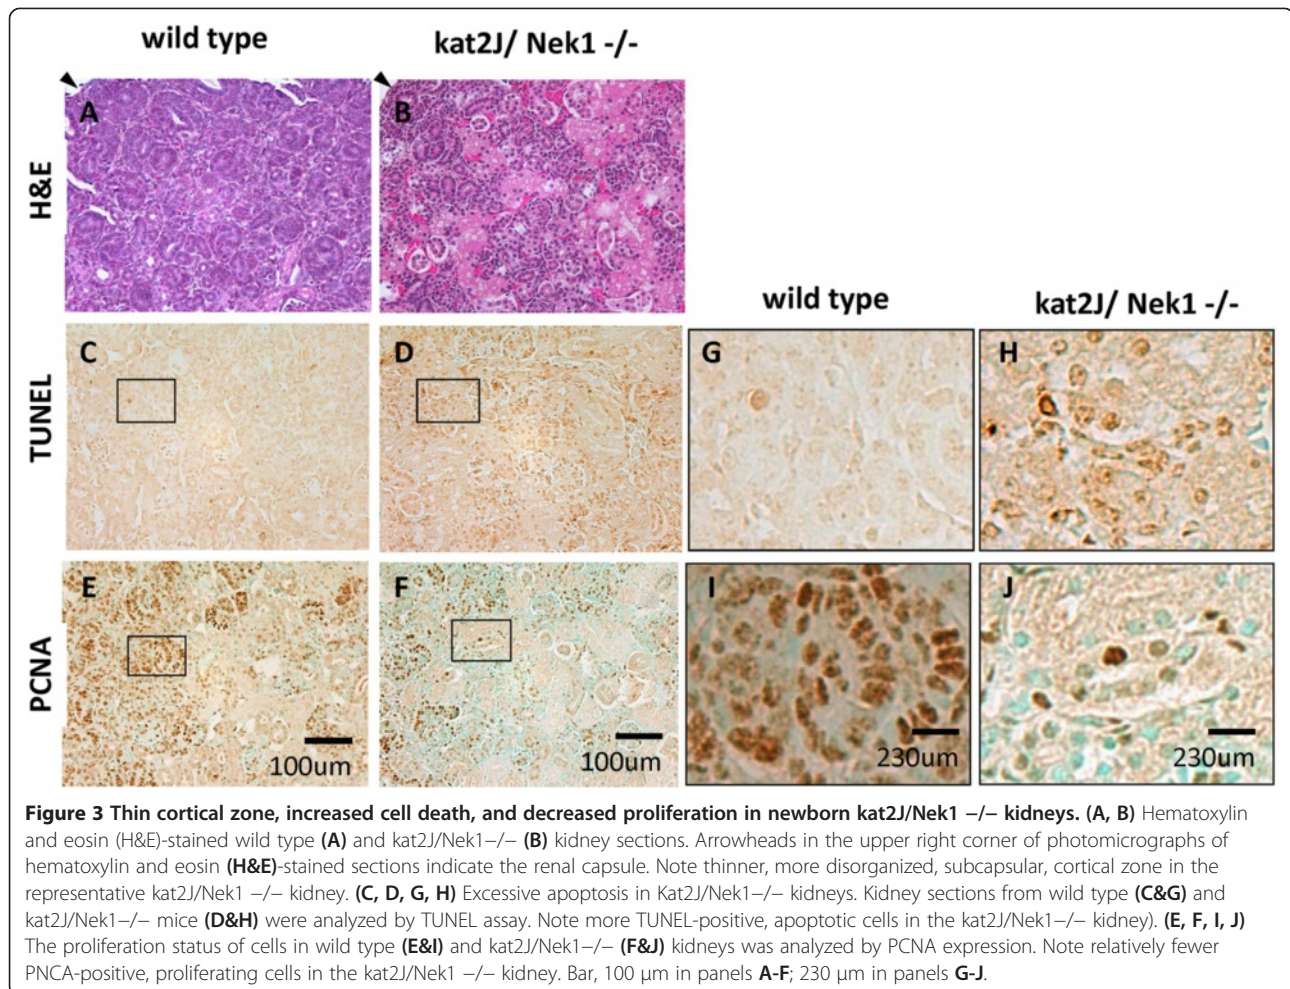 wild type
kat2J/ Nek1 -/-
H&E
A
B
wild type
kat2J/ Nek1 -/-
TUNEL
C
D
G
H
PCNA
E
F
I
J
100um
100um
230um
230um
Figure 3 Thin cortical zone, increased cell death, and decreased proliferation in newborn kat2J/Nek1 −/− kidneys. (A, B) Hematoxylin
and eosin (H&E)-stained wild type (A) and kat2J/Nek1−/− (B) kidney sections. Arrowheads in the upper right corner of photomicrographs of
hematoxylin and eosin (H&E)-stained sections indicate the renal capsule. Note thinner, more disorganized, subcapsular, cortical zone in the
representative kat2J/Nek1 −/− kidney. (C, D, G, H) Excessive apoptosis in Kat2J/Nek1−/− kidneys. Kidney sections from wild type (C&G) and
kat2J/Nek1−/− mice (D&H) were analyzed by TUNEL assay. Note more TUNEL-positive, apoptotic cells in the kat2J/Nek1−/− kidney). (E, F, I, J)
The proliferation status of cells in wild type (E&I) and kat2J/Nek1−/− (F&J) kidneys was analyzed by PCNA expression. Note relatively fewer
PNCA-positive, proliferating cells in the kat2J/Nek1 −/− kidney. Bar, 100 μm in panels A-F; 230 μm in panels G-J.